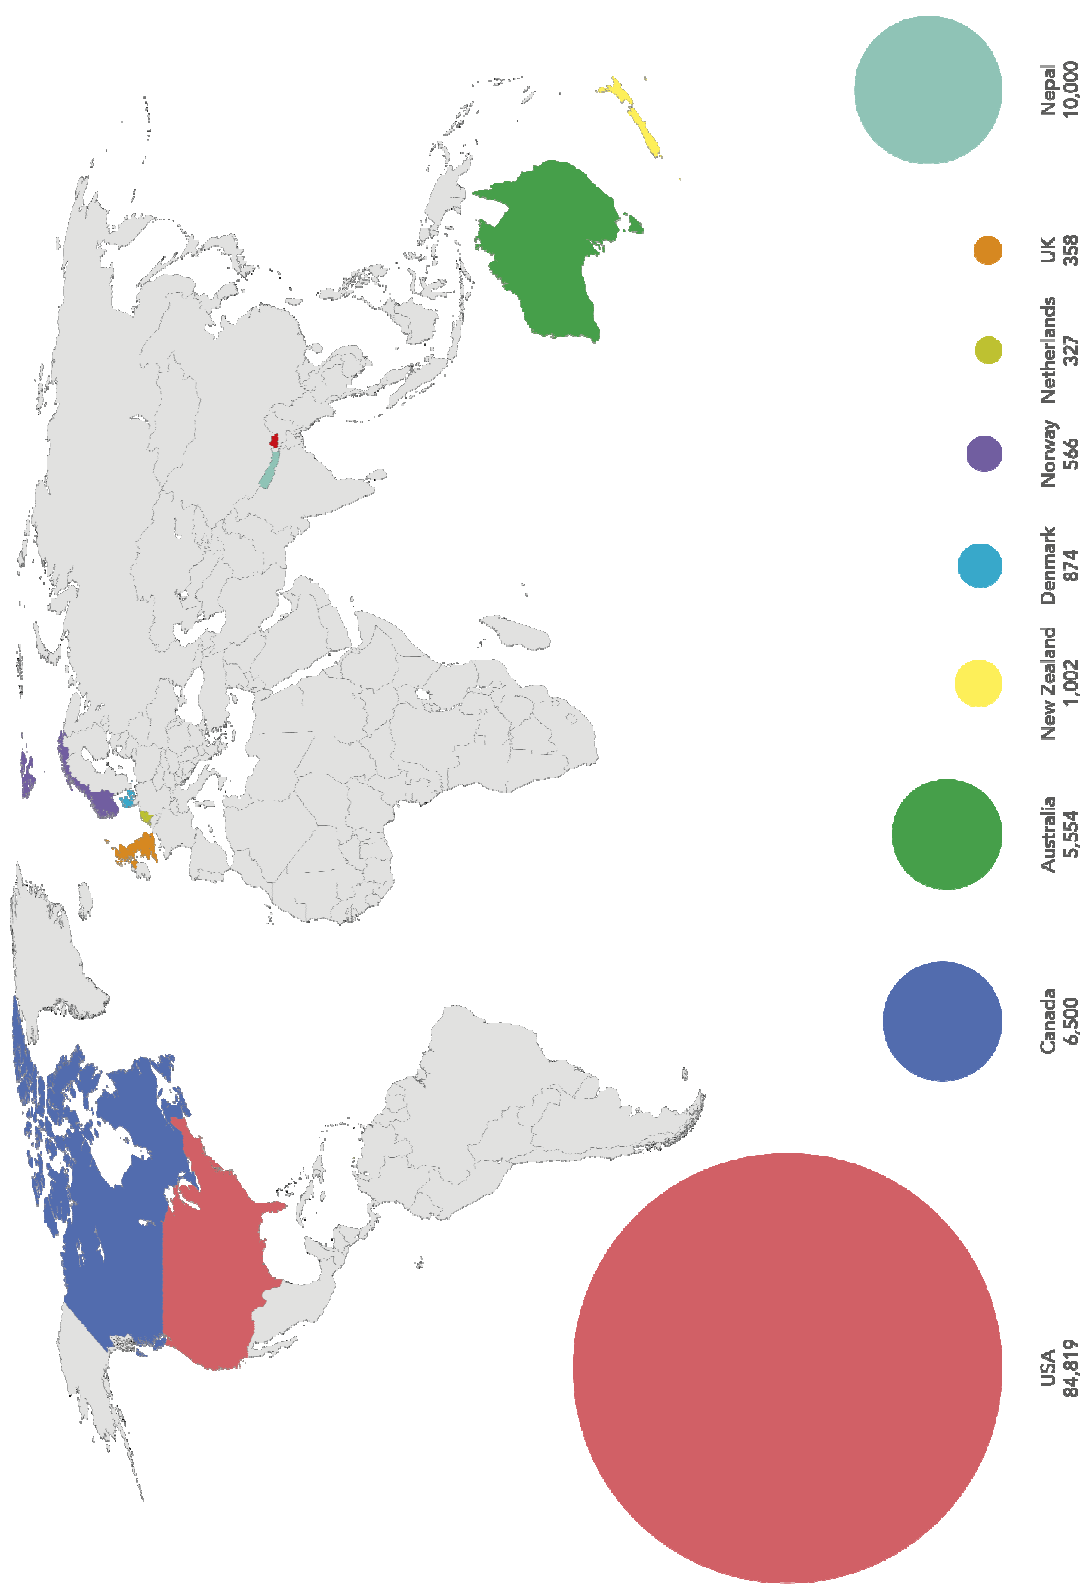 USA
84,819
Canada
6,500
Australia
5,554
New Zealand
1,002
Denmark
874
Norway
566
Netherlands
327
UK
358
Nepal
10,000